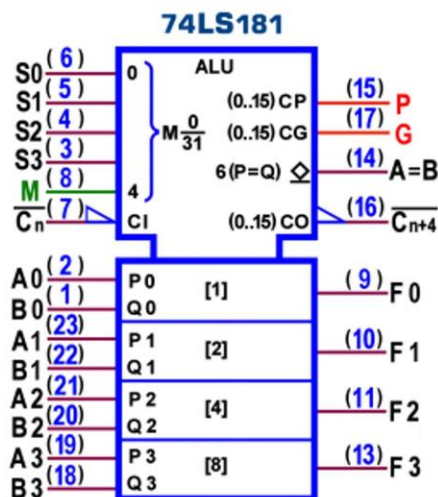 74LS181
S0 (6) 0 ALU
S1 (5) (0..15) CP (15) P
S2 (4) M 0/31 (0..15) CG (17) G
S3 (3) 6 (P=Q) (14) A=B
M (8) 4
Cn (7) CI (0..15) CO (16) Cn+4
A0 (2) P0 [1] (9) F0
B0 (1) Q0
A1 (23) P1 [2] (10) F1
B1 (22) Q1
A2 (21) P2 [4] (11) F2
B2 (20) Q2
A3 (19) P3 [8] (13) F3
B3 (18) Q3